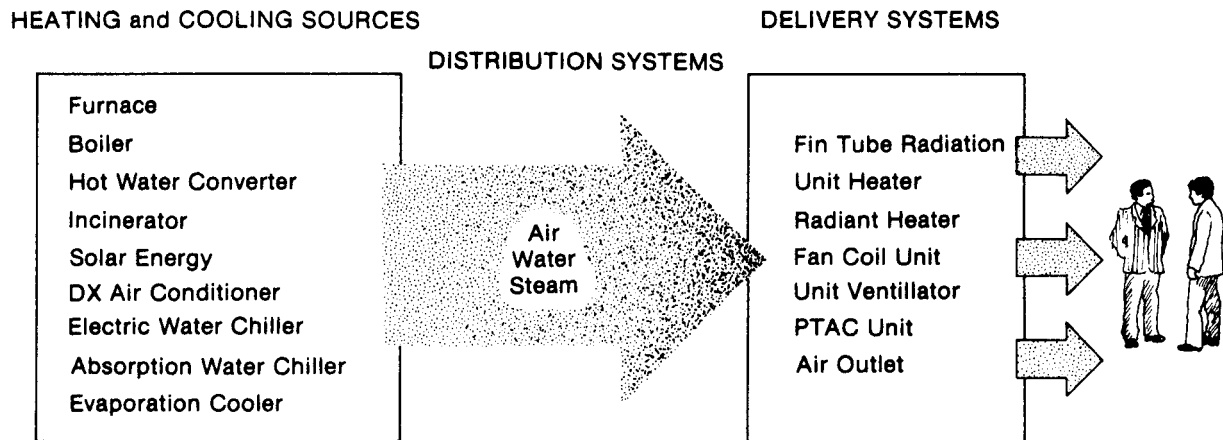 HEATING and COOLING SOURCES
DELIVERY SYSTEMS
DISTRIBUTION SYSTEMS
Furnace
Boiler
Hot Water Converter
Incinerator
Solar Energy
DX Air Conditioner
Electric Water Chiller
Absorption Water Chiller
Evaporation Cooler
Air
Water
Steam
Fin Tube Radiation
Unit Heater
Radiant Heater
Fan Coil Unit
Unit Ventillator
PTAC Unit
Air Outlet